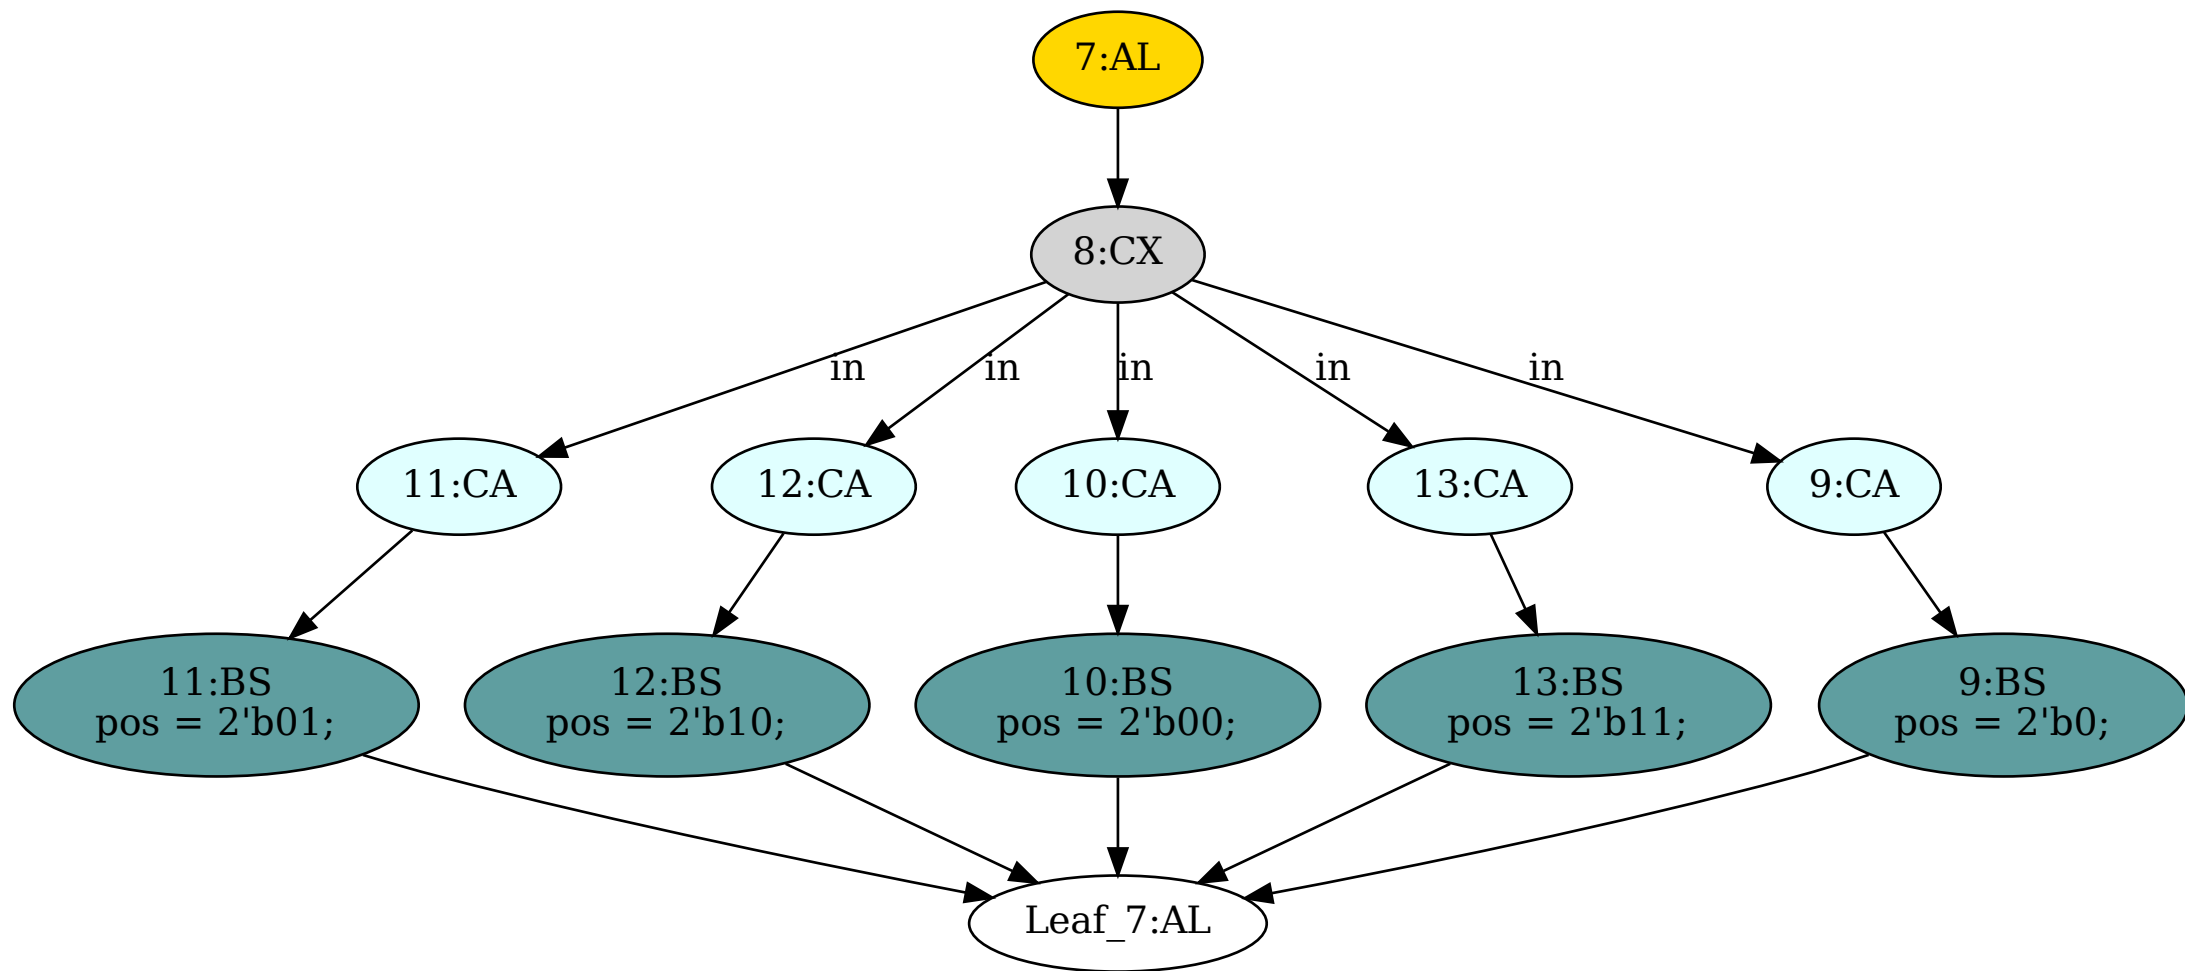 7:AL
8:CX
in
in
in
in
in
11:CA
12:CA
10:CA
13:CA
9:CA
11:BS
pos = 2'b01;
12:BS
pos = 2'b10;
10:BS
pos = 2'b00;
13:BS
pos = 2'b11;
9:BS
pos = 2'b0;
Leaf_7:AL